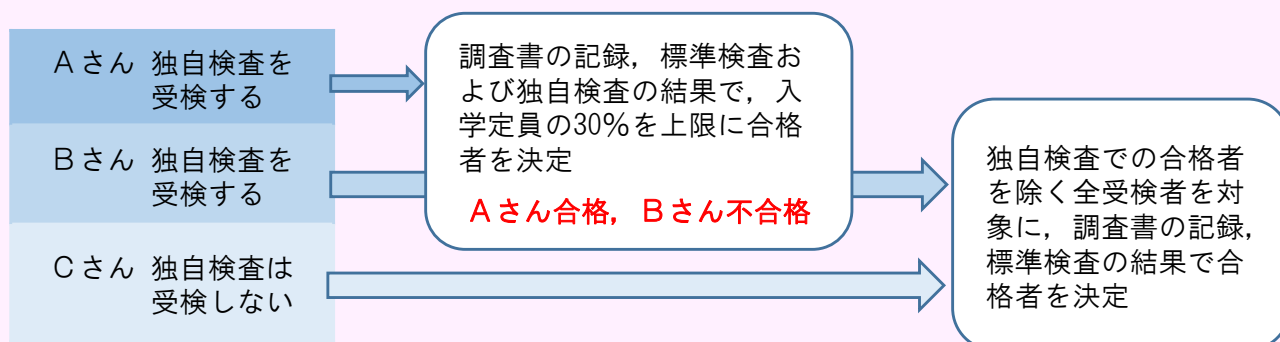 Aさん 独自検査を
受検する
Bさん 独自検査を
受検する
Cさん 独自検査は
受検しない
調査書の記録，標準検査お
よび独自検査の結果で，入
学定員の30％を上限に合格
者を決定
Aさん合格，Bさん不合格
独自検査での合格者
を除く全受検者を対
象に，調査書の記録，
標準検査の結果で合
格者を決定